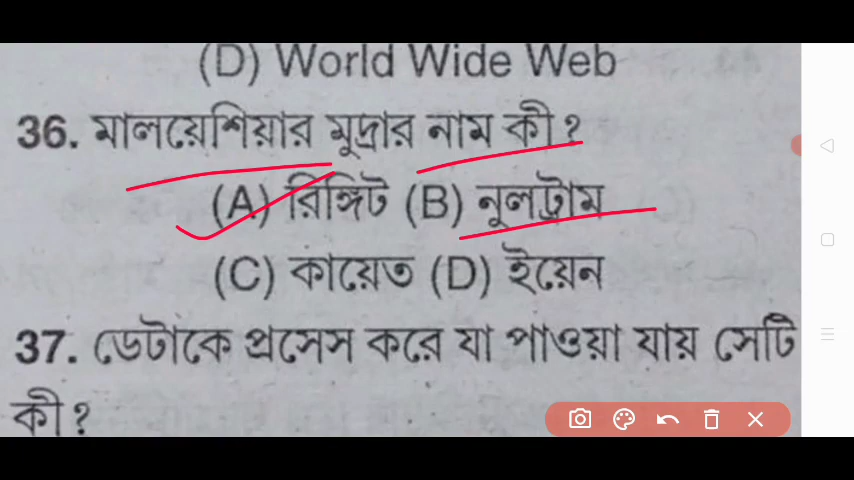 (D) World Wide Web
36. মালয়েশিয়ার মুদ্রার নাম কী?
(A) রিঙ্গিট (B) নুলট্রাম
(C) কায়েত (D) ইয়েন
37. ডেটাকে প্রসেস করে যা পাওয়া যায় সেটি
কী?